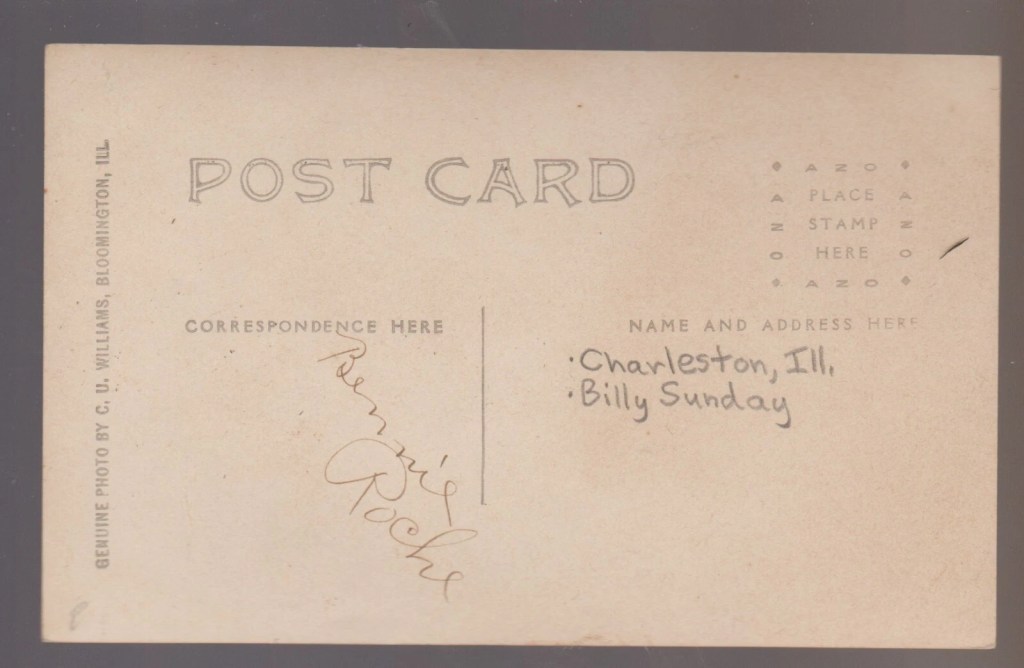 GENUINE PHOTO BY C. U. WILLIAMS, BLOOMINGTON, ILL
POST CARD
AZO
A PLACE A
N STAMP N
O HERE O
AZO
CORRESPONDENCE HERE
NAME AND ADDRESS HERE
Bennie
Roche
· Charleston, Ill.
· Billy Sunday